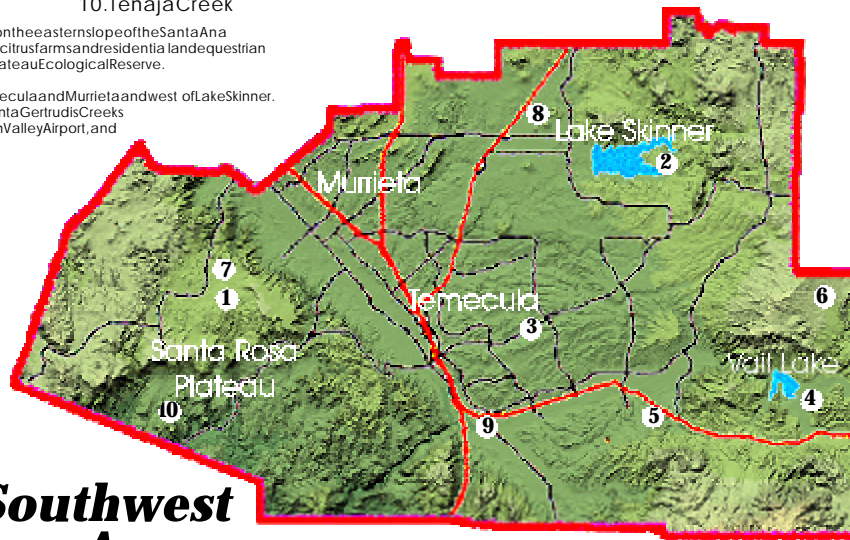 10.TenajaCreek
ontheeasternslopeoftheSantaAna
citrusfarmsandresidentia landequestrian
ateauEcologicalReserve.
eculaandMurrietaandwest ofLakeSkinner.
ntaGertrudisCreeks
nValleyAirport,and
8
Lake Skinner
2
Murrieta
7
1
6
Temecula
3
Santa Rosa
Plateau
Vail Lake
4
10
5
9
Southwest